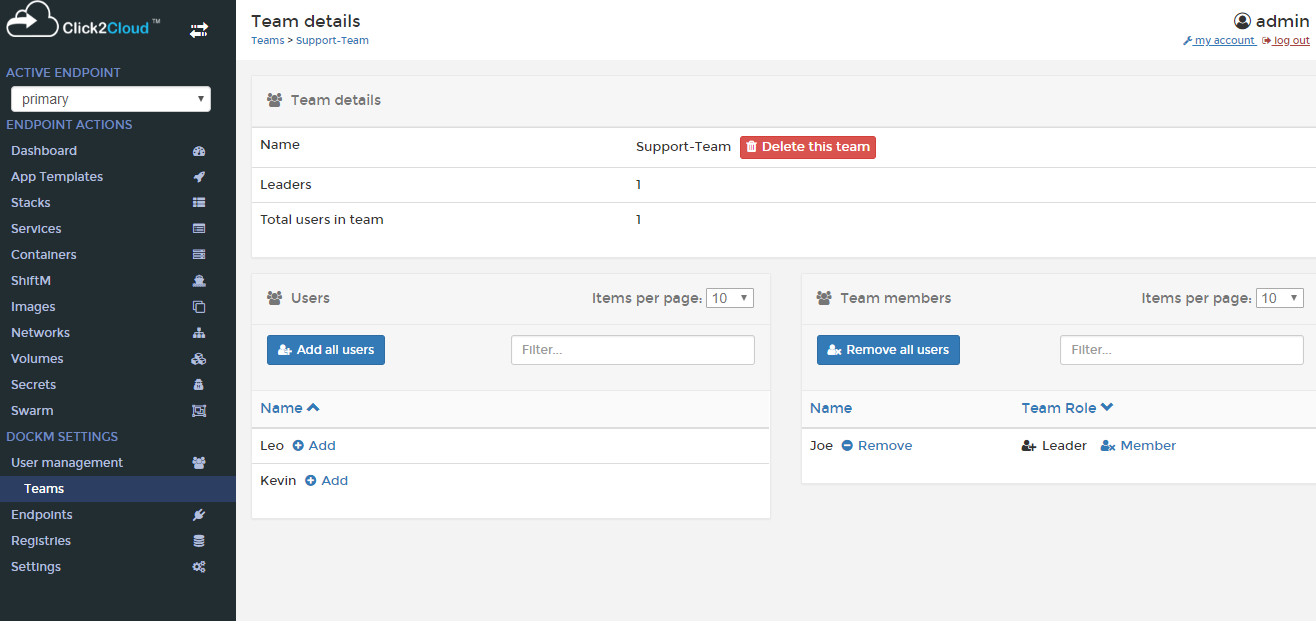 Click2Cloud™
ACTIVE ENDPOINT
primary
ENDPOINT ACTIONS
Dashboard
App Templates
Stacks
Services
Containers
ShiftM
Images
Networks
Volumes
Secrets
Swarm
DOCKM SETTINGS
User management
Teams
Endpoints
Registries
Settings
Team details
Teams > Support-Team
admin
my account log out
Team details
Name Support-Team Delete this team
Leaders 1
Total users in team 1
Users Items per page: 10
Add all users Filter...
Name
Leo Add
Kevin Add
Team members Items per page: 10
Remove all users Filter...
Name Team Role
Joe Remove Leader Member